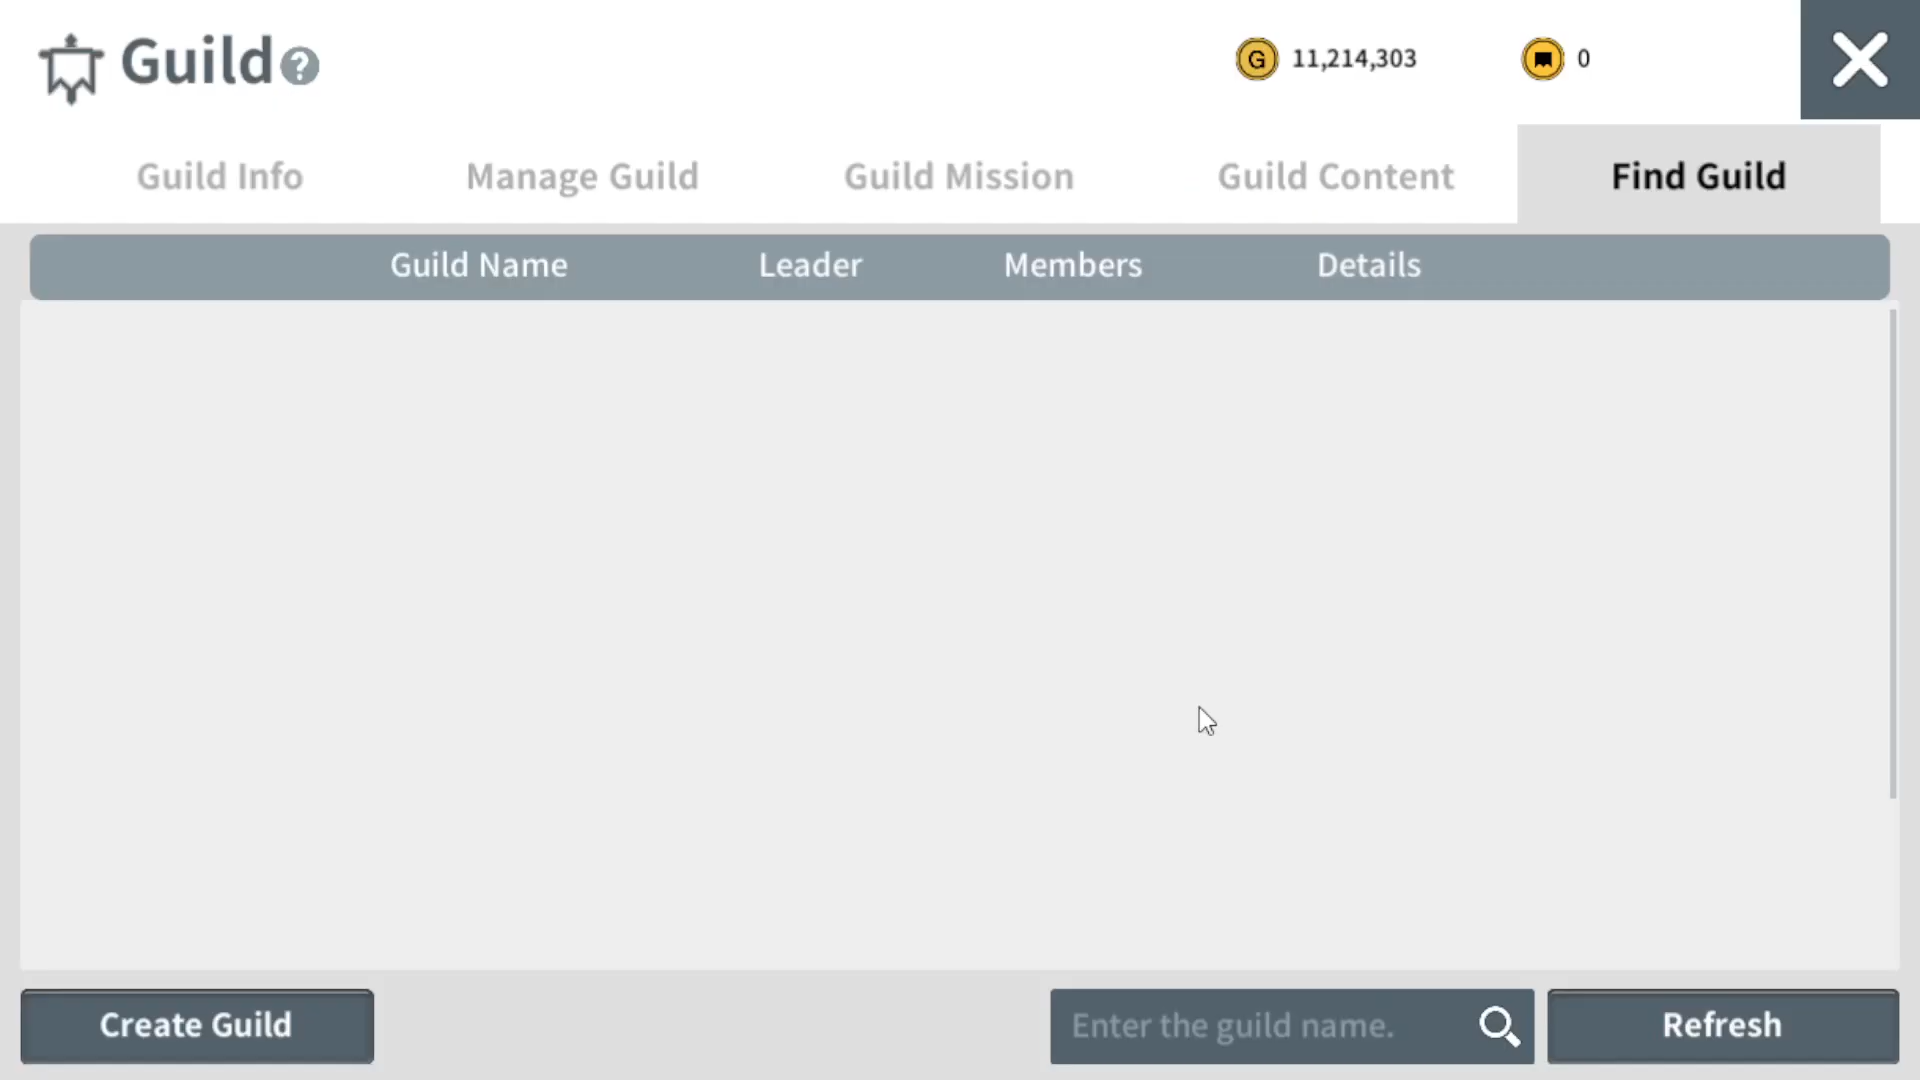 Guild ?
G 11,214,303
0
Guild Info
Manage Guild
Guild Mission
Guild Content
Find Guild
Guild Name
Leader
Members
Details
Create Guild
Enter the guild name.
Refresh